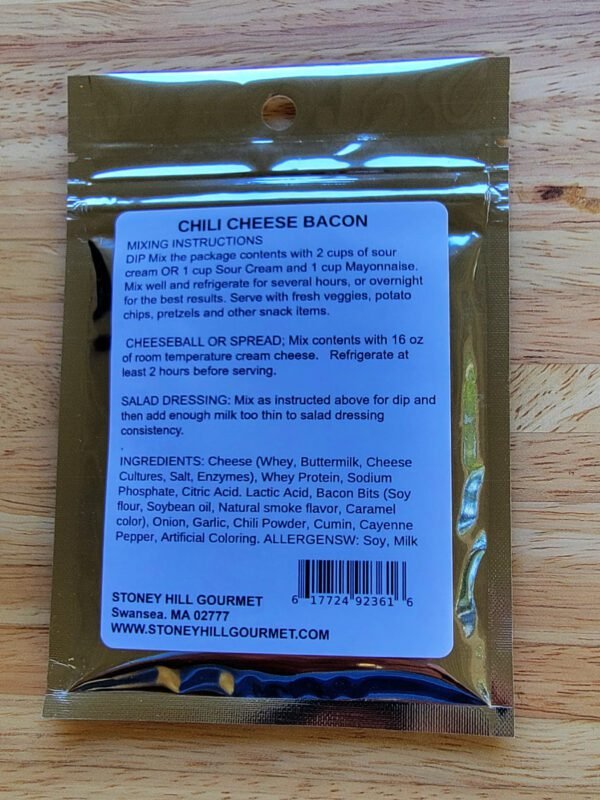 CHILI CHEESE BACON
MIXING INSTRUCTIONS
DIP Mix the package contents with 2 cups of sour
cream OR 1 cup Sour Cream and 1 cup Mayonnaise.
Mix well and refrigerate for several hours, or overnight
for the best results. Serve with fresh veggies, potato
chips, pretzels and other snack items.
CHEESEBALL OR SPREAD; Mix contents with 16 oz
of room temperature cream cheese. Refrigerate at
least 2 hours before serving.
SALAD DRESSING: Mix as instructed above for dip and
then add enough milk too thin to salad dressing
consistency.
.
INGREDIENTS: Cheese (Whey, Buttermilk, Cheese
Cultures, Salt, Enzymes), Whey Protein, Sodium
Phosphate, Citric Acid. Lactic Acid, Bacon Bits (Soy
flour, Soybean oil, Natural smoke flavor, Caramel
color), Onion, Garlic, Chili Powder, Cumin, Cayenne
Pepper, Artificial Coloring. ALLERGENSW: Soy, Milk
STONEY HILL GOURMET
Swansea. MA 02777
WWW.STONEYHILLGOURMET.COM
6 17724 92361 6